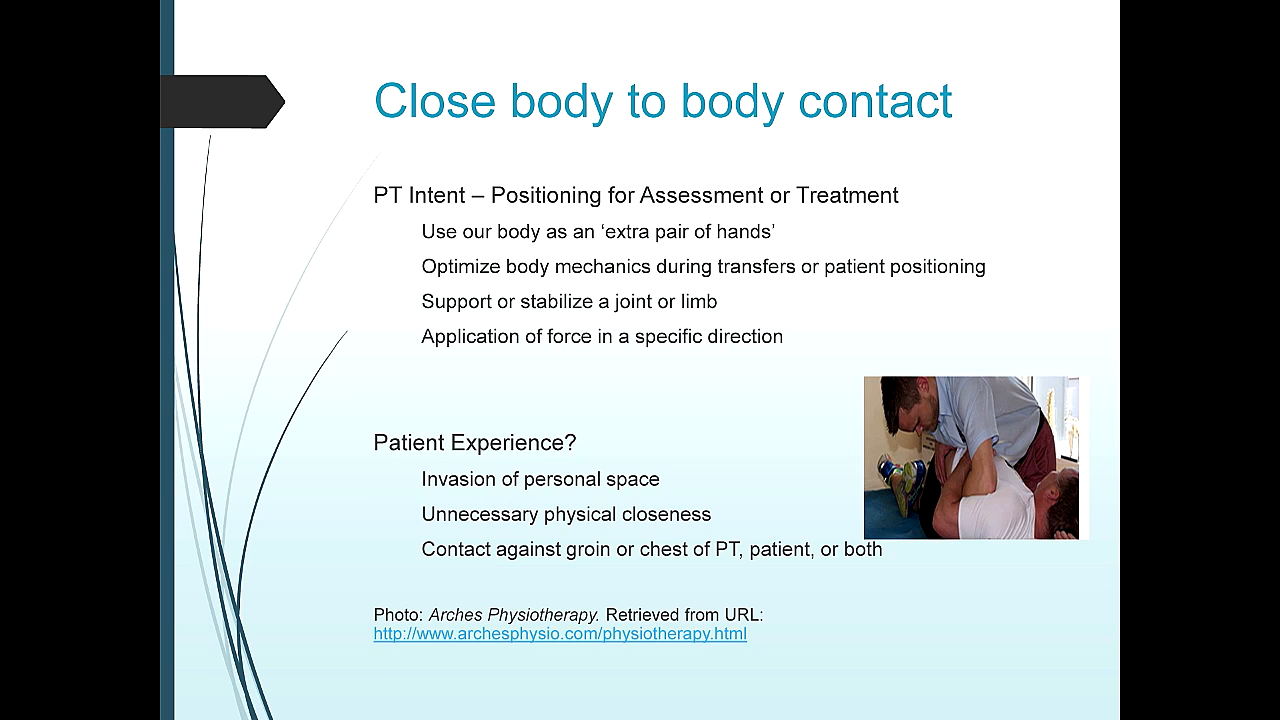 Close body to body contact
PT Intent – Positioning for Assessment or Treatment
Use our body as an ‘extra pair of hands’
Optimize body mechanics during transfers or patient positioning
Support or stabilize a joint or limb
Application of force in a specific direction
Patient Experience?
Invasion of personal space
Unnecessary physical closeness
Contact against groin or chest of PT, patient, or both
Photo: Arches Physiotherapy. Retrieved from URL:
http://www.archesphysio.com/physiotherapy.html